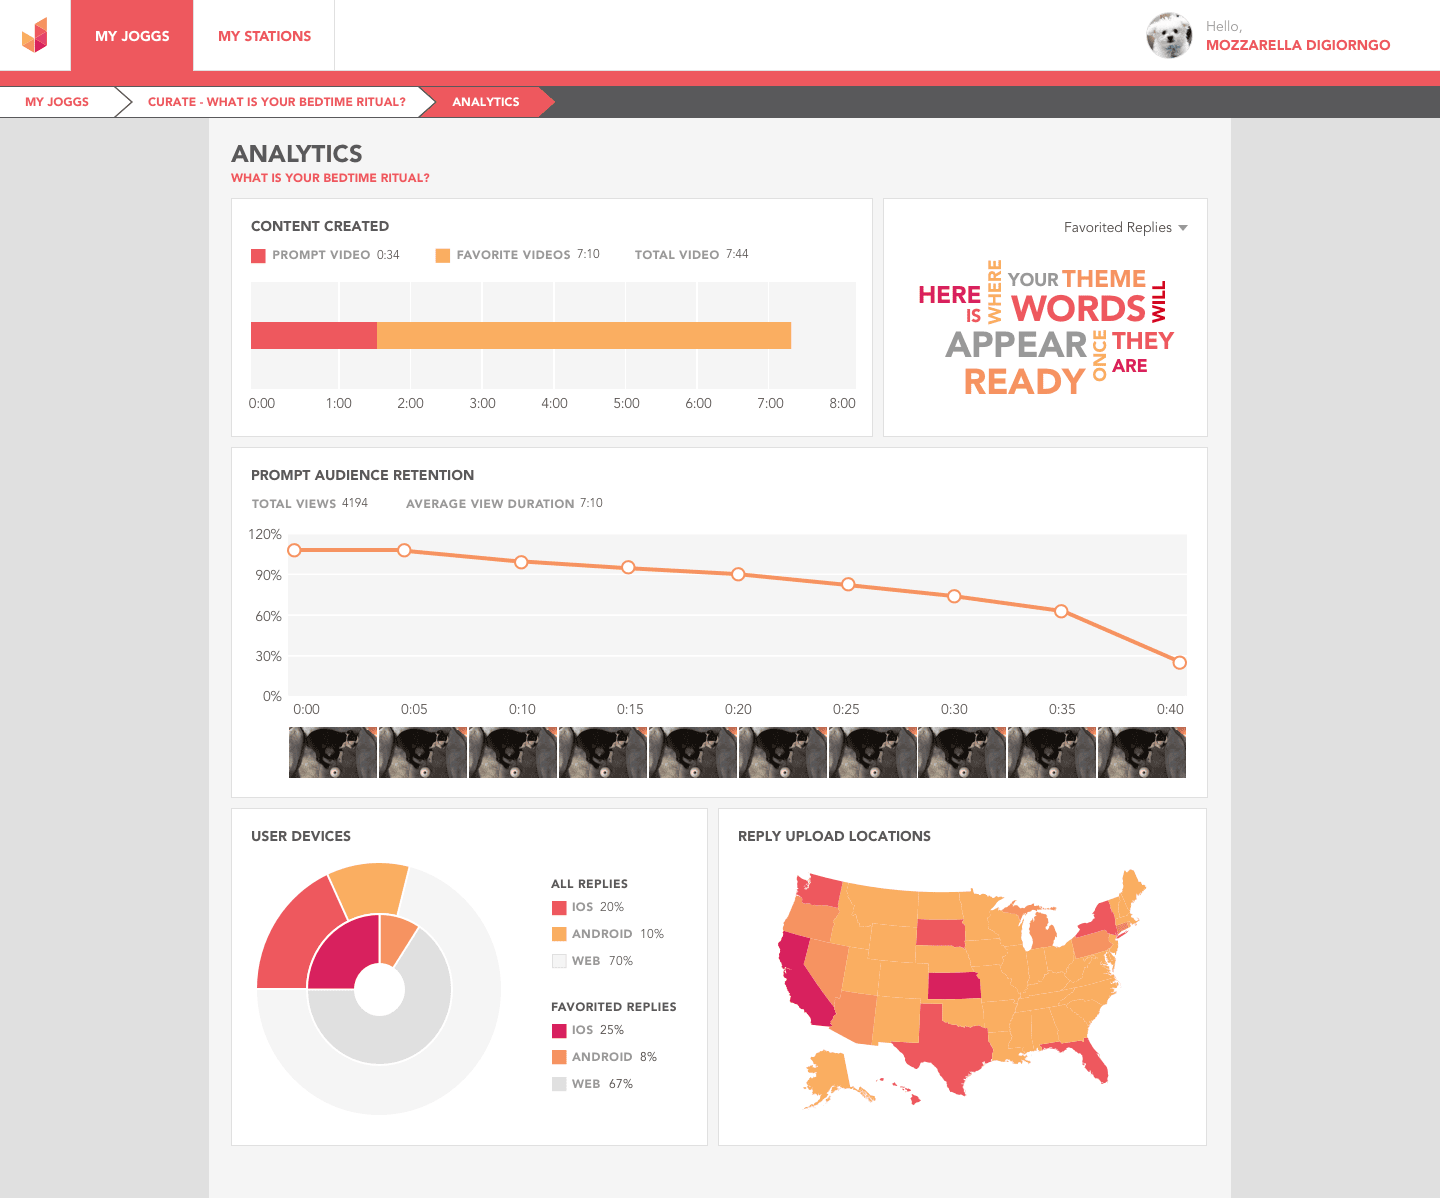 MY JOGGS
MY STATIONS
Hello,
MOZZARELLA DIGIORNGO
MY JOGGS
CURATE - WHAT IS YOUR BEDTIME RITUAL?
ANALYTICS
ANALYTICS
WHAT IS YOUR BEDTIME RITUAL?
CONTENT CREATED
PROMPT VIDEO 0:34 FAVORITE VIDEOS 7:10 TOTAL VIDEO 7:44
0:00 1:00 2:00 3:00 4:00 5:00 6:00 7:00 8:00
Favorited Replies
HERE
IS
WHERE
YOUR THEME
WORDS
WILL
APPEAR
ONCE
THEY
ARE
READY
PROMPT AUDIENCE RETENTION
TOTAL VIEWS 4194 AVERAGE VIEW DURATION 7:10
120%
90%
60%
30%
0%
0:00 0:05 0:10 0:15 0:20 0:25 0:30 0:35 0:40
USER DEVICES
ALL REPLIES
IOS 20%
ANDROID 10%
WEB 70%
FAVORITED REPLIES
IOS 25%
ANDROID 8%
WEB 67%
REPLY UPLOAD LOCATIONS